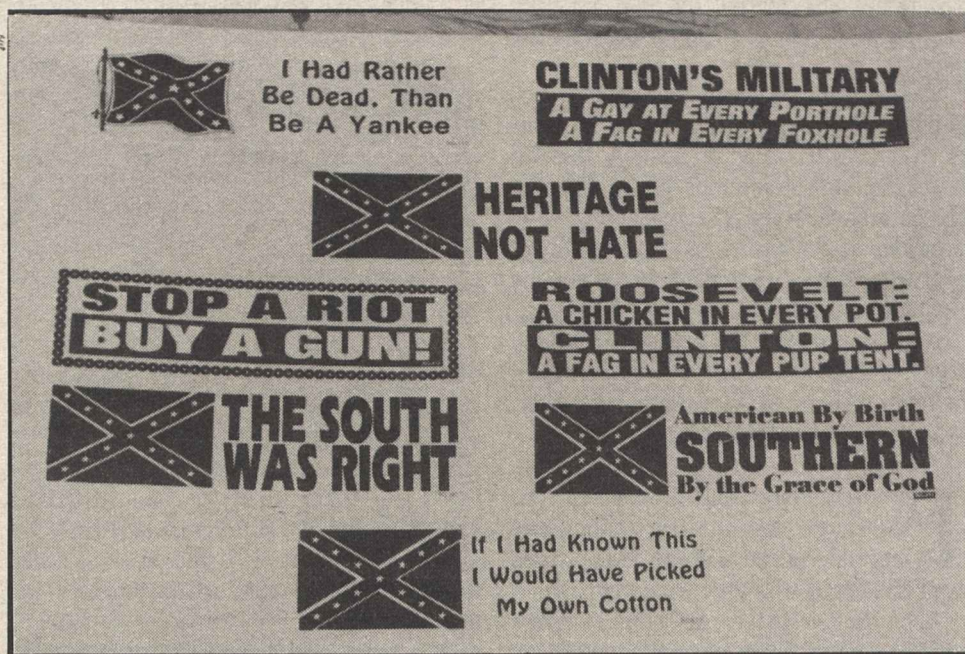 I Had Rather
Be Dead. Than
Be A Yankee
CLINTON'S MILITARY
A GAY AT EVERY PORTHOLE
A FAG IN EVERY FOXHOLE
HERITAGE
NOT HATE
STOP A RIOT
BUY A GUN!
ROOSEVELT:
A CHICKEN IN EVERY POT.
CLINTON:
A FAG IN EVERY PUP TENT.
THE SOUTH
WAS RIGHT
American By Birth
SOUTHERN
By the Grace of God
If I Had Known This
I Would Have Picked
My Own Cotton